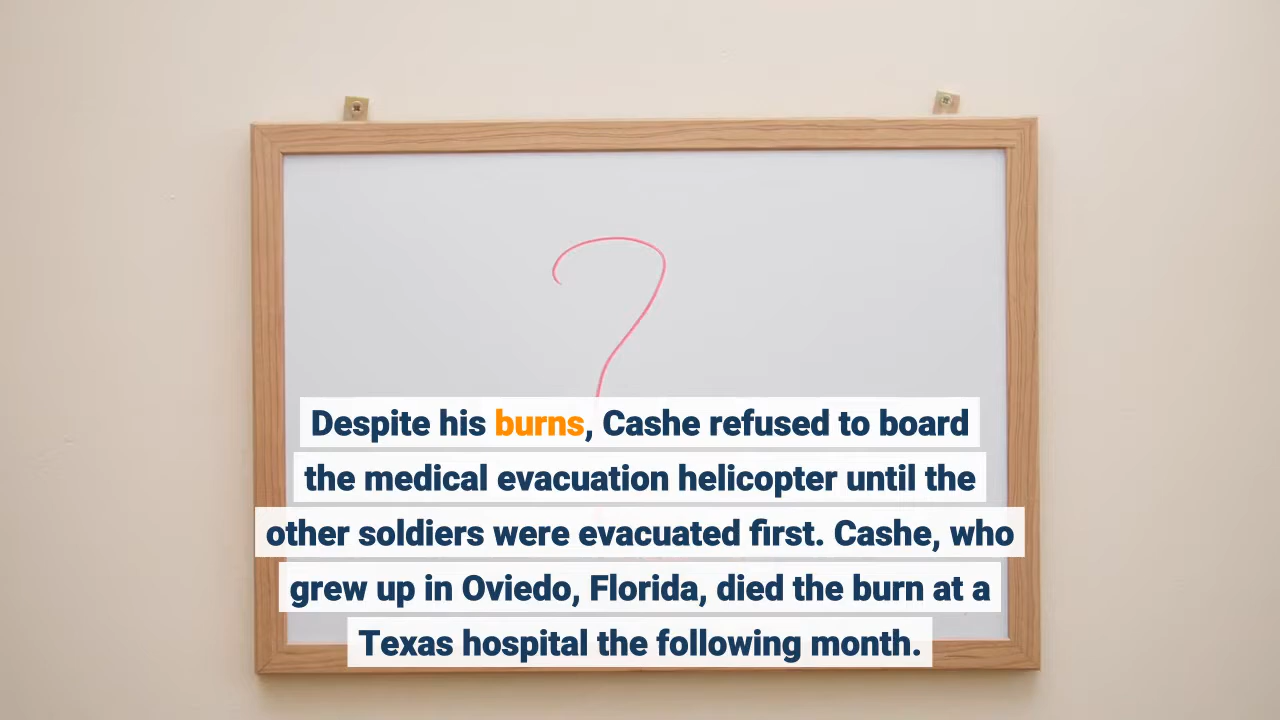 ?
Despite his burns, Cashe refused to board
the medical evacuation helicopter until the
other soldiers were evacuated first. Cashe, who
grew up in Oviedo, Florida, died the burn at a
Texas hospital the following month.